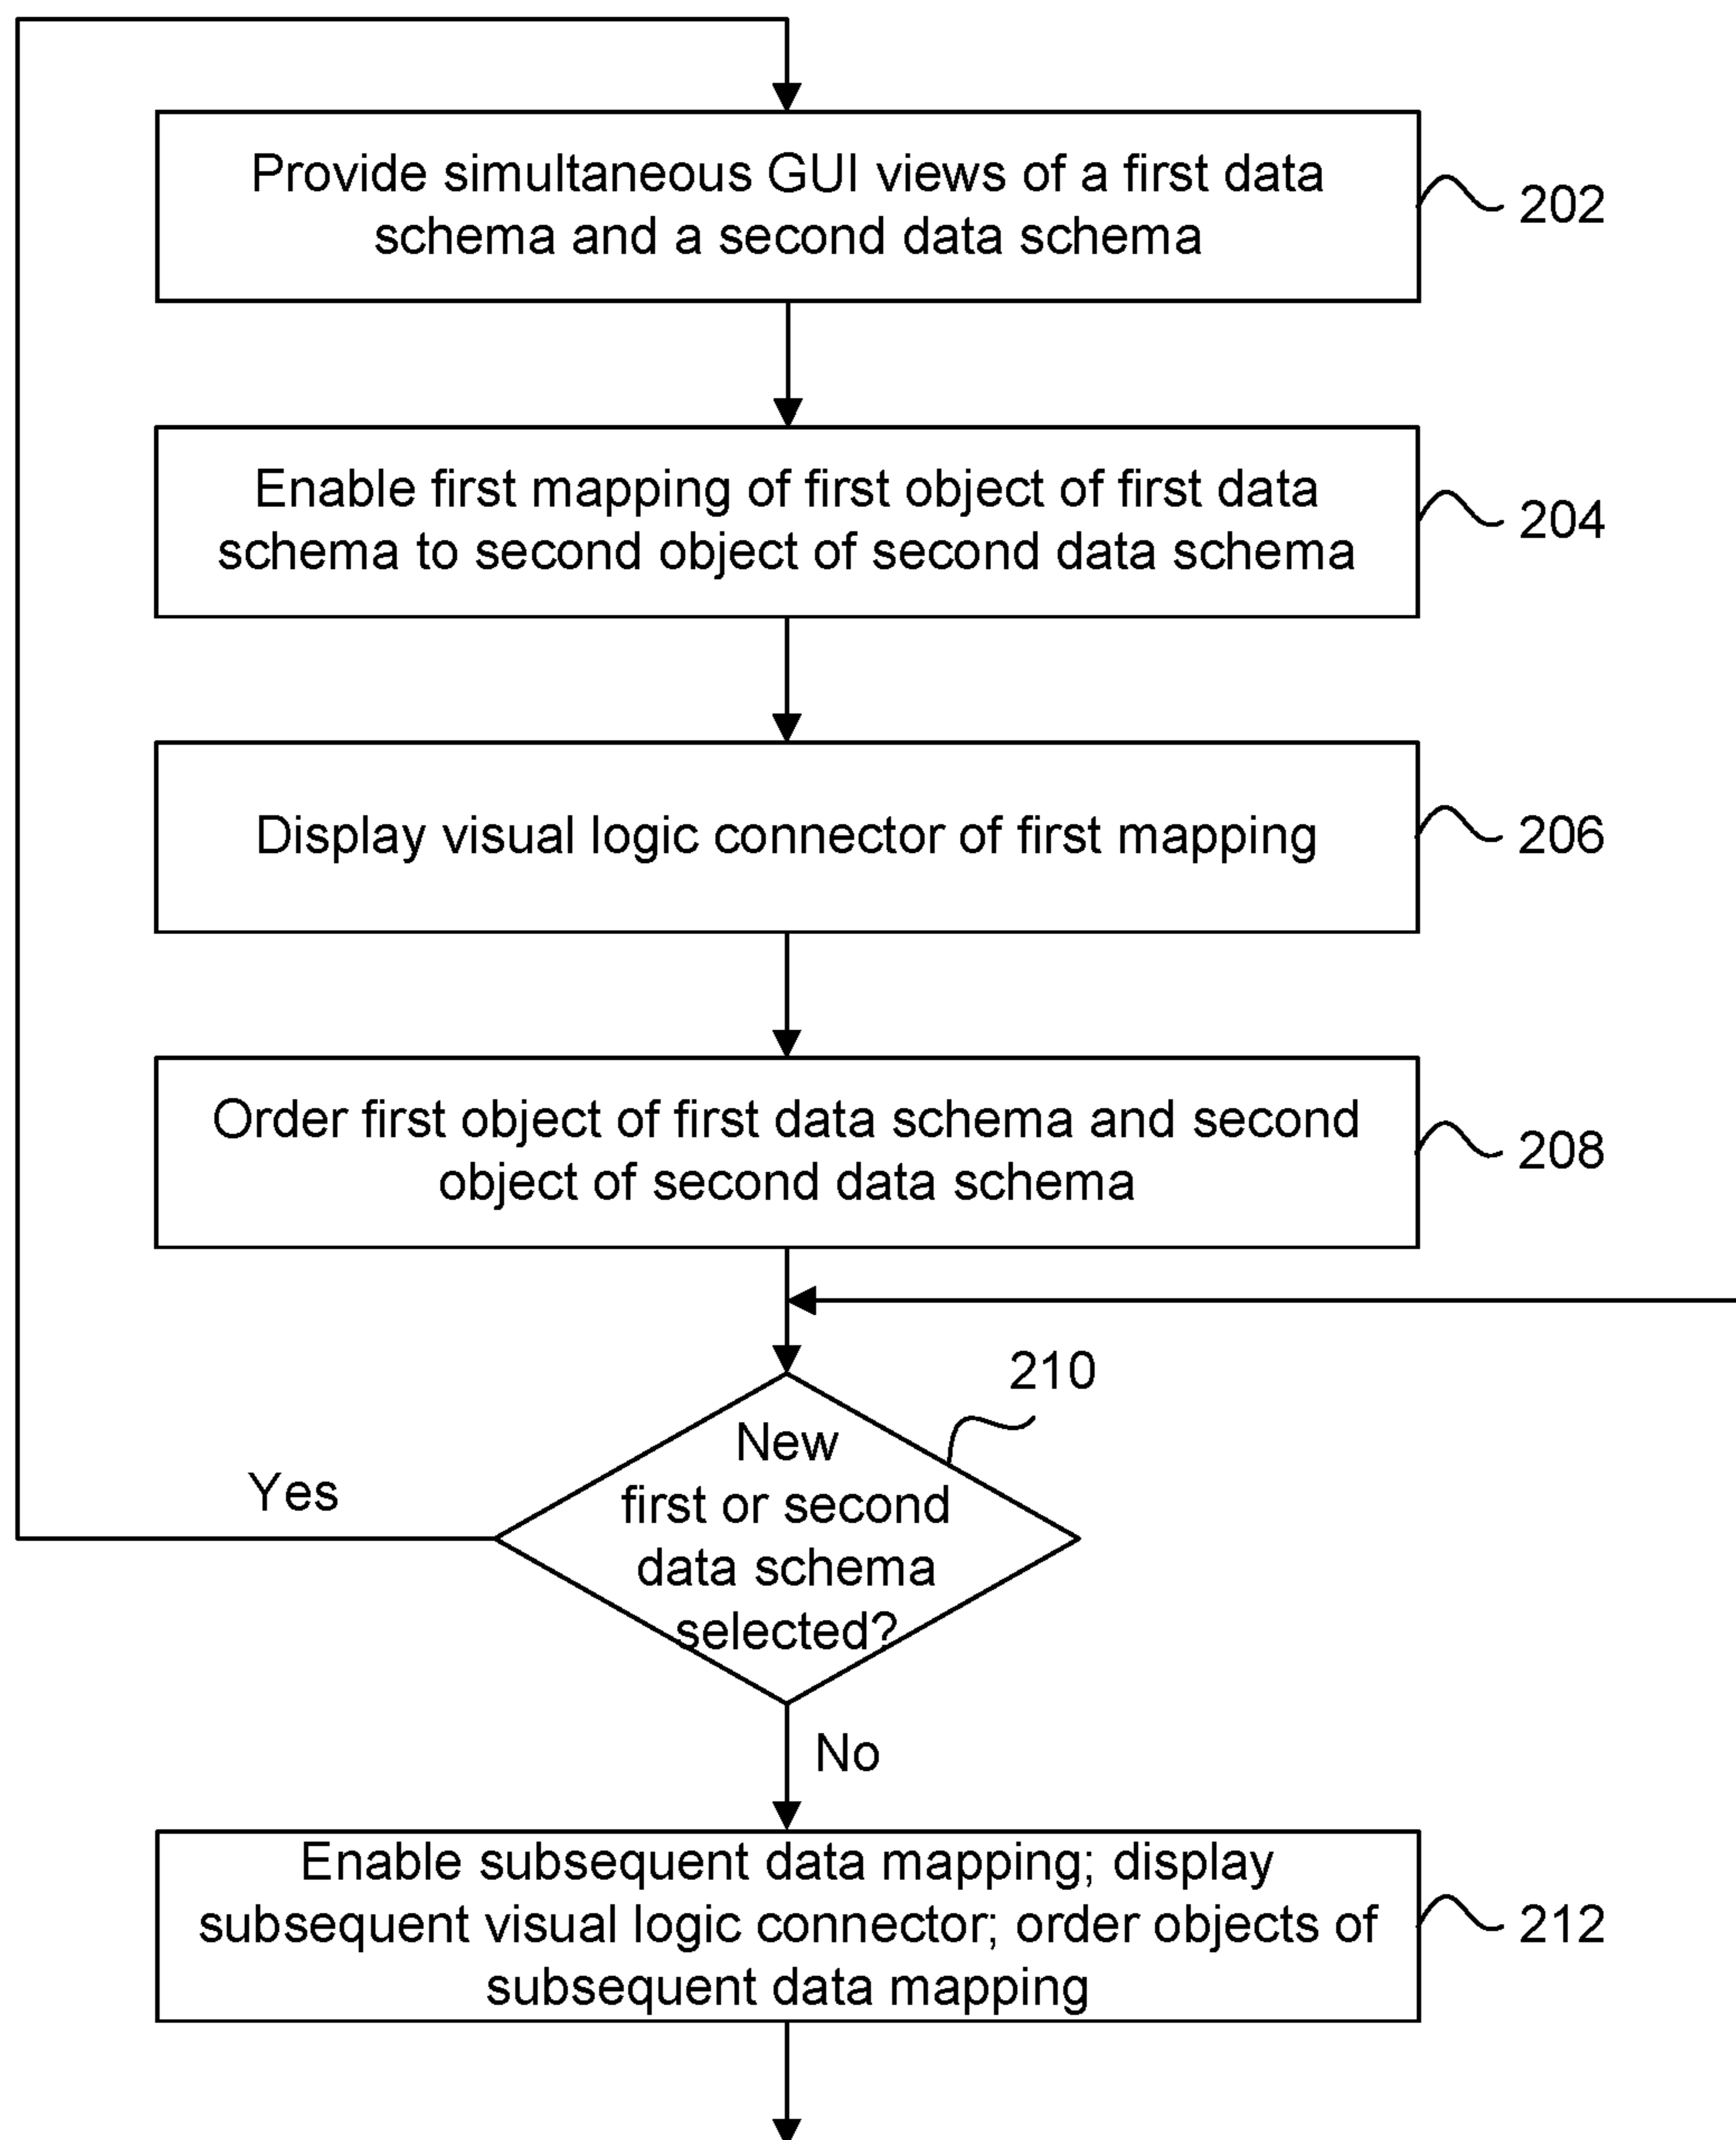 Provide simultaneous GUI views of a first data
schema and a second data schema
202
Enable first mapping of first object of first data
schema to second object of second data schema
204
Display visual logic connector of first mapping
206
Order first object of first data schema and second
object of second data schema
208
210
New
first or second
data schema
selected?
Yes
No
Enable subsequent data mapping; display
subsequent visual logic connector; order objects of
subsequent data mapping
212